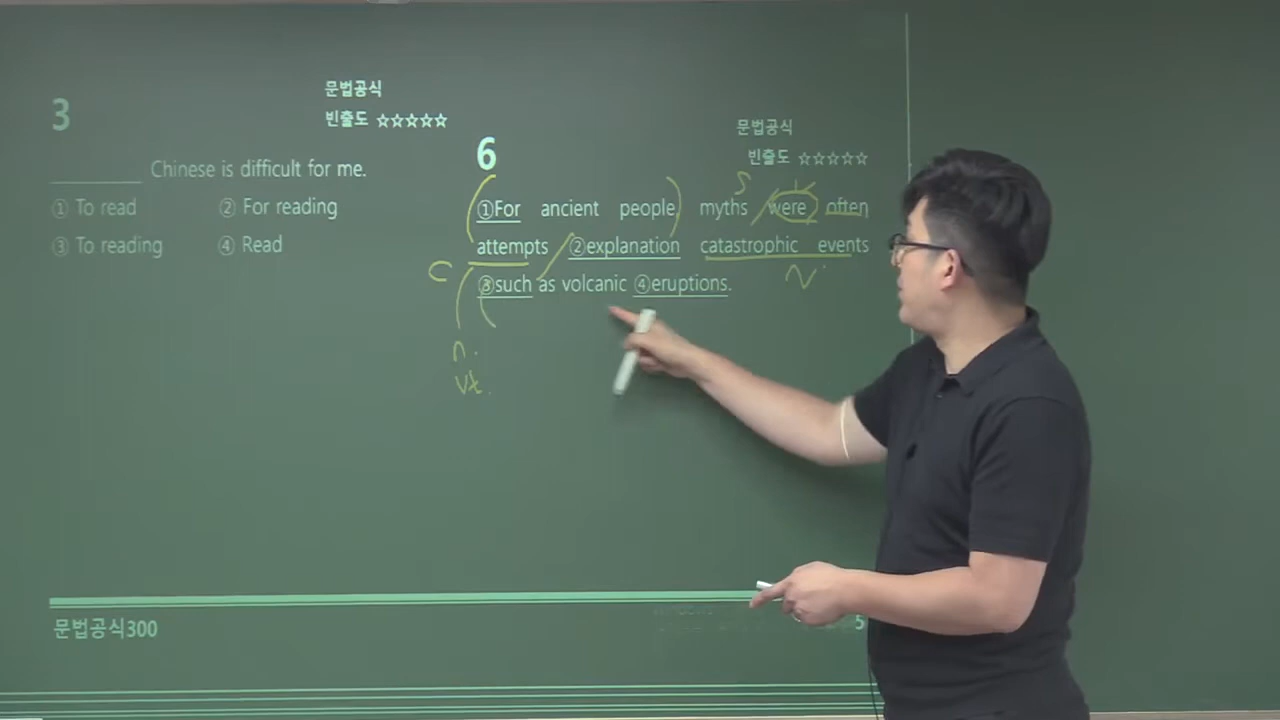 3
문법공식
빈출도 ☆☆☆☆☆
________ Chinese is difficult for me.
① To read ② For reading
③ To reading ④ Read
6
문법공식
빈출도 ☆☆☆☆☆
S V
①For ancient people myths were often
attempts ②explanation catastrophic events
C N
③such as volcanic ④eruptions.
n.
vt.
문법공식300
5